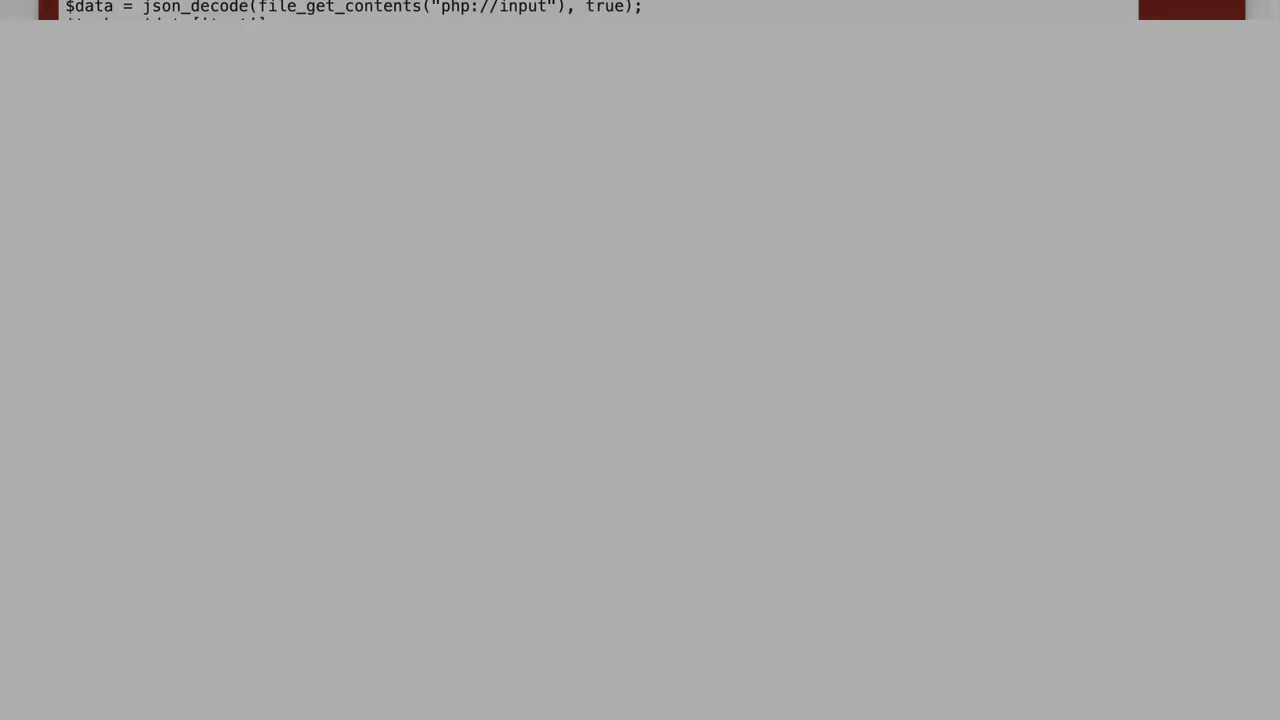 $data = json_decode(file_get_contents("php://input"), true);